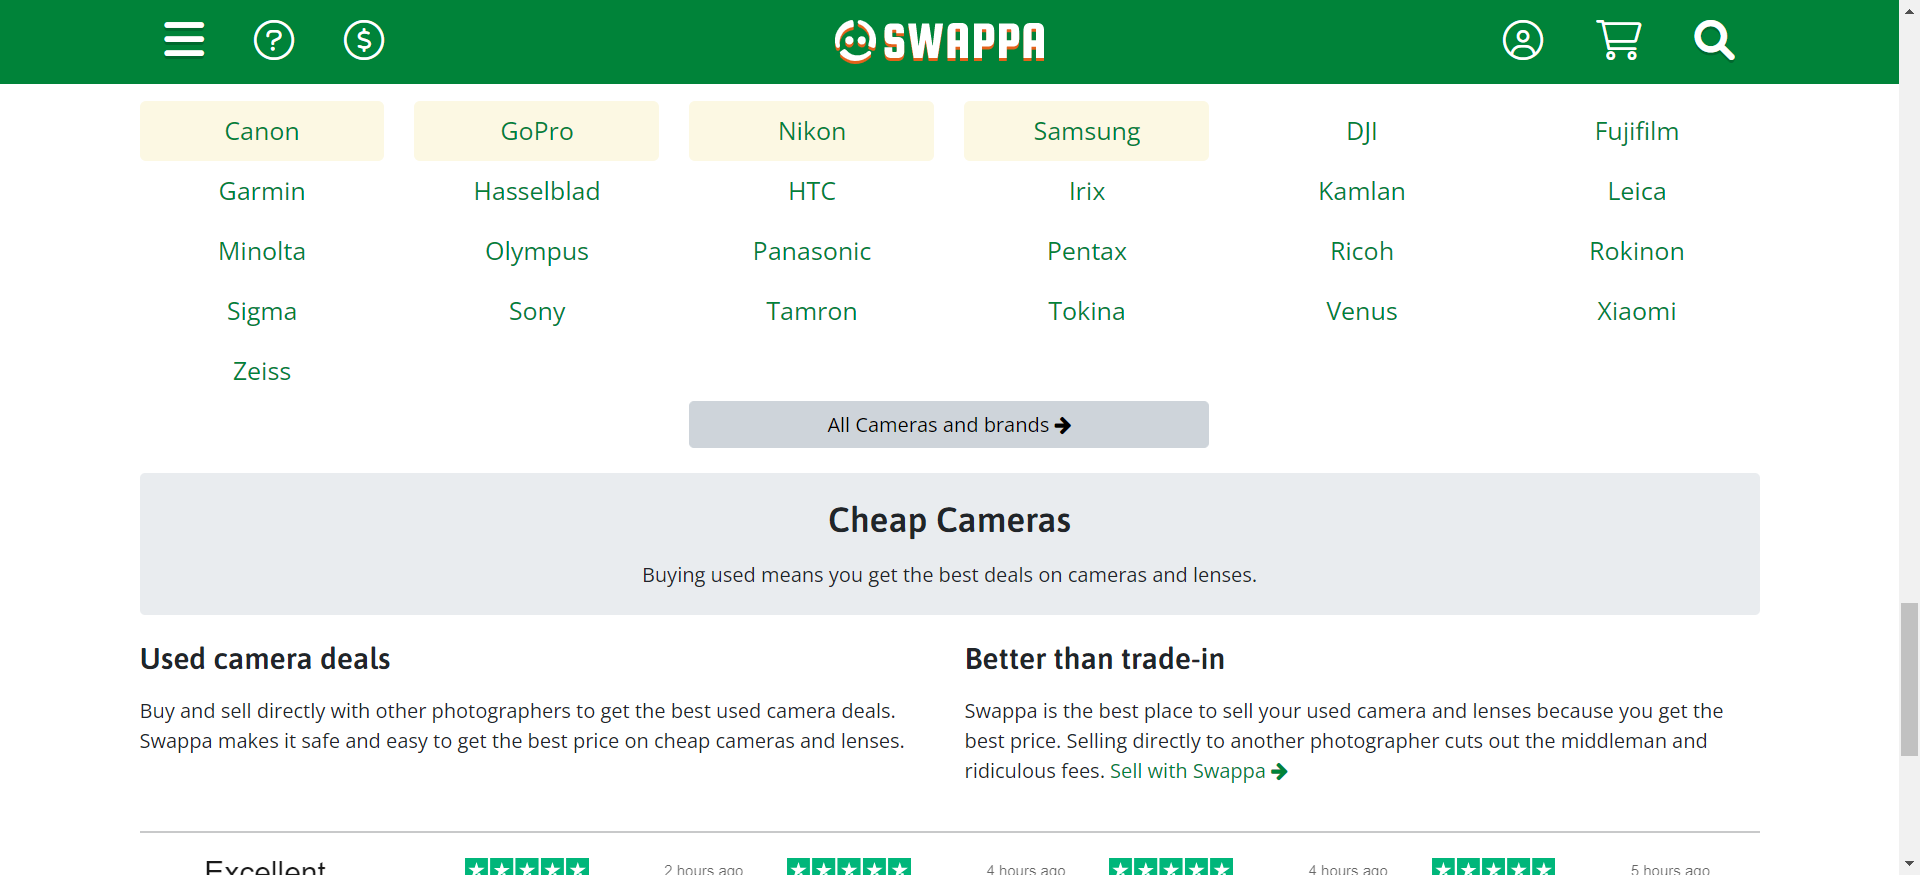 SWAPPA
Canon GoPro Nikon Samsung DJI Fujifilm
Garmin Hasselblad HTC Irix Kamlan Leica
Minolta Olympus Panasonic Pentax Ricoh Rokinon
Sigma Sony Tamron Tokina Venus Xiaomi
Zeiss
All Cameras and brands
Cheap Cameras
Buying used means you get the best deals on cameras and lenses.
Used camera deals
Buy and sell directly with other photographers to get the best used camera deals.
Swappa makes it safe and easy to get the best price on cheap cameras and lenses.
Better than trade-in
Swappa is the best place to sell your used camera and lenses because you get the
best price. Selling directly to another photographer cuts out the middleman and
ridiculous fees. Sell with Swappa
Excellent 2 hours ago 4 hours ago 4 hours ago 5 hours ago